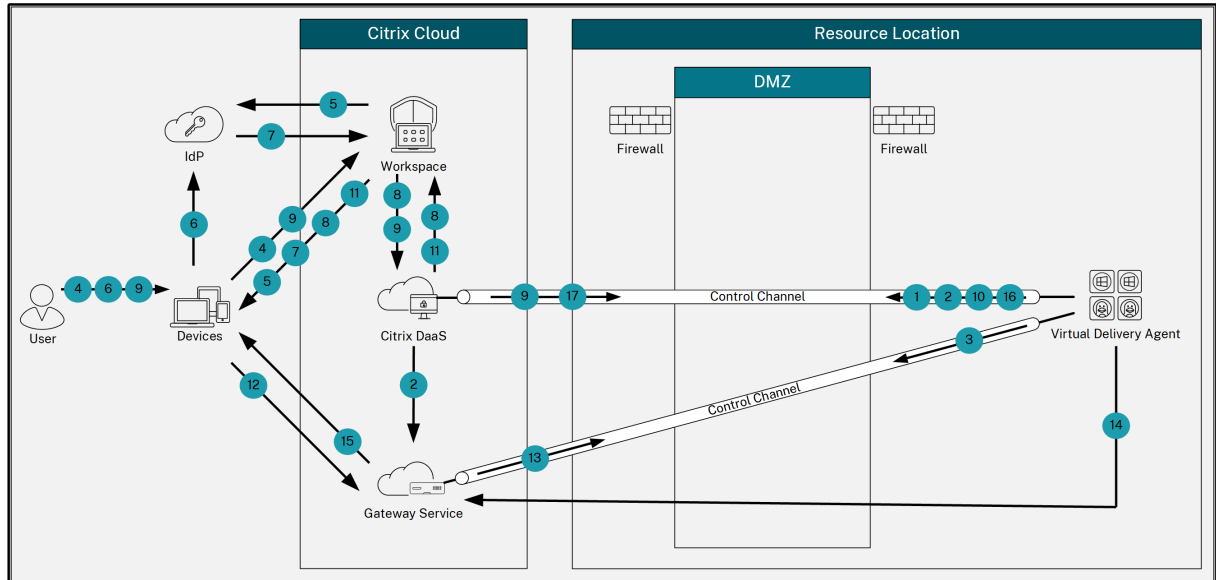 Citrix Cloud
Resource Location
DMZ
5
7
IdP
Workspace
Firewall
Firewall
6
4
9
5
7
8
11
8
9
8
11
4
6
9
User
Devices
Citrix DaaS
9
17
Control Channel
1
2
10
16
Virtual Delivery Agent
3
Control Channel
2
12
15
13
14
Gateway Service